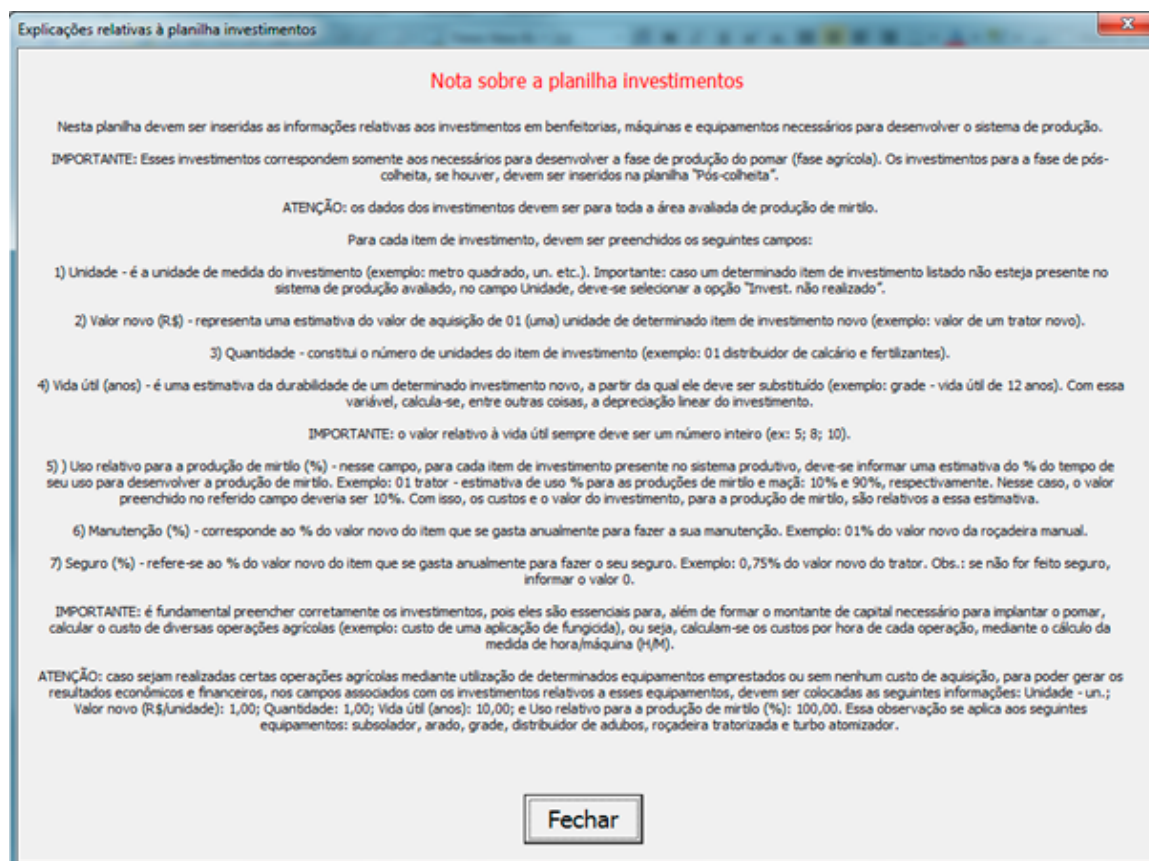 Explicações relativas à planilha investimentos
Nota sobre a planilha investimentos
Nesta planilha devem ser inseridas as informações relativas aos investimentos em benfeitorias, máquinas e equipamentos necessários para desenvolver o sistema de produção.
IMPORTANTE: Esses investimentos correspondem somente aos necessários para desenvolver a fase de produção do pomar (fase agrícola). Os investimentos para a fase de pós-
colheita, se houver, devem ser inseridos na planilha "Pós-colheita".
ATENÇÃO: os dados dos investimentos devem ser para toda a área avaliada de produção de mirtilo.
Para cada item de investimento, devem ser preenchidos os seguintes campos:
1) Unidade - é a unidade de medida do investimento (exemplo: metro quadrado, un. etc.). Importante: caso um determinado item de investimento listado não esteja presente no
sistema de produção avaliado, no campo Unidade, deve-se selecionar a opção "Invest. não realizado".
2) Valor novo (R$) - representa uma estimativa do valor de aquisição de 01 (uma) unidade de determinado item de investimento novo (exemplo: valor de um trator novo).
3) Quantidade - constitui o número de unidades do item de investimento (exemplo: 01 distribuidor de calcário e fertilizantes).
4) Vida útil (anos) - é uma estimativa da durabilidade de um determinado investimento novo, a partir da qual ele deve ser substituído (exemplo: grade - vida útil de 12 anos). Com essa
variável, calcula-se, entre outras coisas, a depreciação linear do investimento.
IMPORTANTE: o valor relativo à vida útil sempre deve ser um número inteiro (ex: 5; 8; 10).
5) ) Uso relativo para a produção de mirtilo (%) - nesse campo, para cada item de investimento presente no sistema produtivo, deve-se informar uma estimativa do % do tempo de
seu uso para desenvolver a produção de mirtilo. Exemplo: 01 trator - estimativa de uso % para as produções de mirtilo e maçã: 10% e 90%, respectivamente. Nesse caso, o valor
preenchido no referido campo deveria ser 10%. Com isso, os custos e o valor do investimento, para a produção de mirtilo, são relativos a essa estimativa.
6) Manutenção (%) - corresponde ao % do valor novo do item que se gasta anualmente para fazer a sua manutenção. Exemplo: 01% do valor novo da roçadeira manual.
7) Seguro (%) - refere-se ao % do valor novo do item que se gasta anualmente para fazer o seu seguro. Exemplo: 0,75% do valor novo do trator. Obs.: se não for feito seguro,
informar o valor 0.
IMPORTANTE: é fundamental preencher corretamente os investimentos, pois eles são essenciais para, além de formar o montante de capital necessário para implantar o pomar,
calcular o custo de diversas operações agrícolas (exemplo: custo de uma aplicação de fungicida), ou seja, calculam-se os custos por hora de cada operação, mediante o cálculo da
medida de hora/máquina (H/M).
ATENÇÃO: caso sejam realizadas certas operações agrícolas mediante utilização de determinados equipamentos emprestados ou sem nenhum custo de aquisição, para poder gerar os
resultados econômicos e financeiros, nos campos associados com os investimentos relativos a esses equipamentos, devem ser colocadas as seguintes informações: Unidade - un.;
Valor novo (R$/unidade): 1,00; Quantidade: 1,00; Vida útil (anos): 10,00; e Uso relativo para a produção de mirtilo (%): 100,00. Essa observação se aplica aos seguintes
equipamentos: subsolador, arado, grade, distribuidor de adubos, roçadeira tratorizada e turbo atomizador.
Fechar